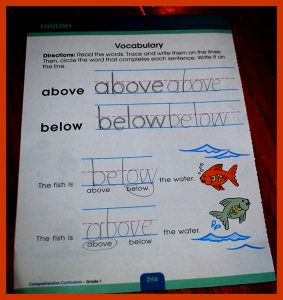 ENGLISH
Vocabulary
Directions: Read the words. Trace and write them on the lines.
Then, circle the word that completes each sentence. Write it on
the line.
above above above
below below below
The fish is below the water.
above below
The fish is above the water.
above below
Comprehensive Curriculum - Grade 1
246